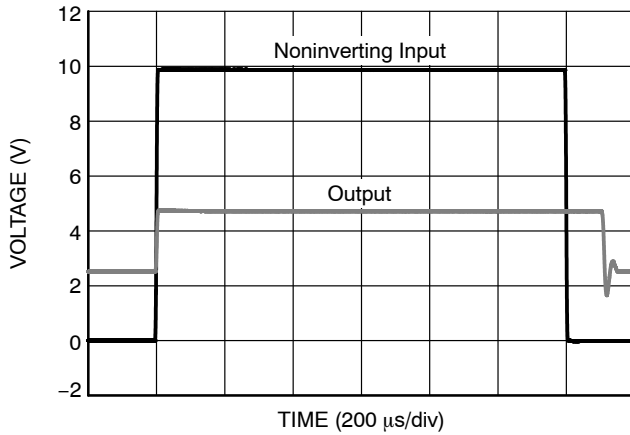 12
Noninverting Input
10
8
6
Output
4
2
0
−2
VOLTAGE (V)
TIME (200 μs/div)